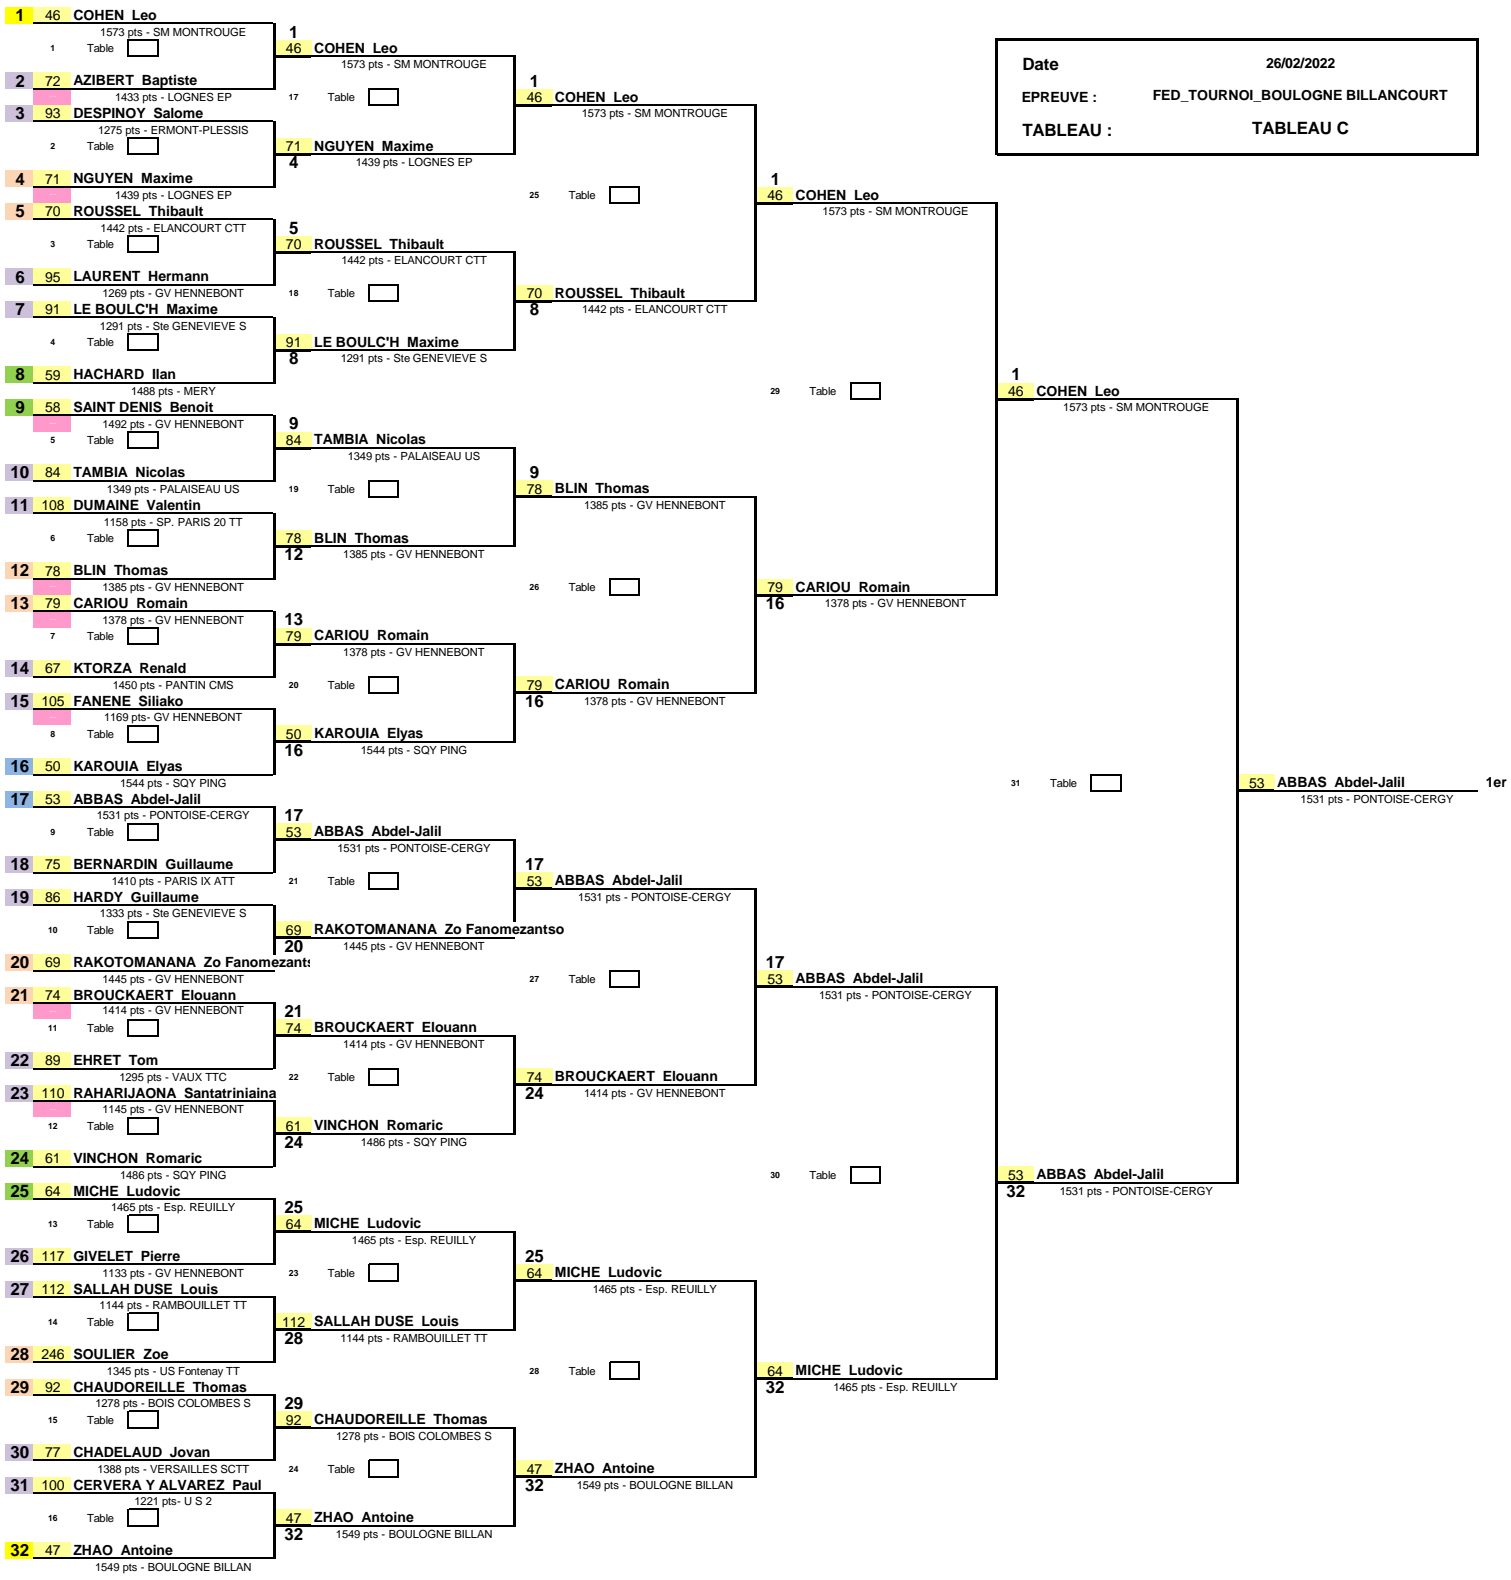 Date 26/02/2022
EPREUVE : FED_TOURNOI_BOULOGNE BILLANCOURT
TABLEAU : TABLEAU C
1 46 COHEN Leo
1573 pts - SM MONTROUGE
1 Table
2 72 AZIBERT Baptiste
1433 pts - LOGNES EP
3 93 DESPINOY Salome
1275 pts - ERMONT-PLESSIS
2 Table
4 71 NGUYEN Maxime
1439 pts - LOGNES EP
5 70 ROUSSEL Thibault
1442 pts - ELANCOURT CTT
3 Table
6 95 LAURENT Hermann
1269 pts - GV HENNEBONT
7 91 LE BOULC'H Maxime
1291 pts - Ste GENEVIEVE S
4 Table
8 59 HACHARD Ilan
1488 pts - MERY
9 58 SAINT DENIS Benoit
1492 pts - GV HENNEBONT
5 Table
10 84 TAMBIA Nicolas
1349 pts - PALAISEAU US
11 108 DUMAINE Valentin
1158 pts - SP. PARIS 20 TT
6 Table
12 78 BLIN Thomas
1385 pts - GV HENNEBONT
13 79 CARIOU Romain
1378 pts - GV HENNEBONT
7 Table
14 67 KTORZA Renald
1450 pts - PANTIN CMS
15 105 FANENE Siliako
1169 pts- GV HENNEBONT
8 Table
16 50 KAROUIA Elyas
1544 pts - SQY PING
17 53 ABBAS Abdel-Jalil
1531 pts - PONTOISE-CERGY
9 Table
18 75 BERNARDIN Guillaume
1410 pts - PARIS IX ATT
19 86 HARDY Guillaume
1333 pts - Ste GENEVIEVE S
10 Table
20 69 RAKOTOMANANA Zo Fanomezants
1445 pts - GV HENNEBONT
21 74 BROUCKAERT Elouann
1414 pts - GV HENNEBONT
11 Table
22 89 EHRET Tom
1295 pts - VAUX TTC
23 110 RAHARIJAONA Santatriniaina
1145 pts - GV HENNEBONT
12 Table
24 61 VINCHON Romaric
1486 pts - SQY PING
25 64 MICHE Ludovic
1465 pts - Esp. REUILLY
13 Table
26 117 GIVELET Pierre
1133 pts - GV HENNEBONT
27 112 SALLAH DUSE Louis
1144 pts - RAMBOUILLET TT
14 Table
28 246 SOULIER Zoe
1345 pts - US Fontenay TT
29 92 CHAUDOREILLE Thomas
1278 pts - BOIS COLOMBES S
15 Table
30 77 CHADELAUD Jovan
1388 pts - VERSAILLES SCTT
31 100 CERVERA Y ALVAREZ Paul
1221 pts- U S 2
16 Table
32 47 ZHAO Antoine
1549 pts - BOULOGNE BILLAN
1
46 COHEN Leo
1573 pts - SM MONTROUGE
17 Table
71 NGUYEN Maxime
4 1439 pts - LOGNES EP
5
70 ROUSSEL Thibault
1442 pts - ELANCOURT CTT
18 Table
91 LE BOULC'H Maxime
8 1291 pts - Ste GENEVIEVE S
9
84 TAMBIA Nicolas
1349 pts - PALAISEAU US
19 Table
78 BLIN Thomas
12 1385 pts - GV HENNEBONT
13
79 CARIOU Romain
1378 pts - GV HENNEBONT
20 Table
50 KAROUIA Elyas
16 1544 pts - SQY PING
17
53 ABBAS Abdel-Jalil
1531 pts - PONTOISE-CERGY
21 Table
69 RAKOTOMANANA Zo Fanomezantso
20 1445 pts - GV HENNEBONT
21
74 BROUCKAERT Elouann
1414 pts - GV HENNEBONT
22 Table
61 VINCHON Romaric
24 1486 pts - SQY PING
25
64 MICHE Ludovic
1465 pts - Esp. REUILLY
23 Table
112 SALLAH DUSE Louis
28 1144 pts - RAMBOUILLET TT
29
92 CHAUDOREILLE Thomas
1278 pts - BOIS COLOMBES S
24 Table
47 ZHAO Antoine
32 1549 pts - BOULOGNE BILLAN
1
46 COHEN Leo
1573 pts - SM MONTROUGE
25 Table
70 ROUSSEL Thibault
8 1442 pts - ELANCOURT CTT
9
78 BLIN Thomas
1385 pts - GV HENNEBONT
26 Table
79 CARIOU Romain
16 1378 pts - GV HENNEBONT
17
53 ABBAS Abdel-Jalil
1531 pts - PONTOISE-CERGY
27 Table
74 BROUCKAERT Elouann
24 1414 pts - GV HENNEBONT
25
64 MICHE Ludovic
1465 pts - Esp. REUILLY
28 Table
47 ZHAO Antoine
32 1549 pts - BOULOGNE BILLAN
1
46 COHEN Leo
1573 pts - SM MONTROUGE
29 Table
79 CARIOU Romain
16 1378 pts - GV HENNEBONT
17
53 ABBAS Abdel-Jalil
1531 pts - PONTOISE-CERGY
30 Table
64 MICHE Ludovic
32 1465 pts - Esp. REUILLY
1
46 COHEN Leo
1573 pts - SM MONTROUGE
31 Table
53 ABBAS Abdel-Jalil
32 1531 pts - PONTOISE-CERGY
53 ABBAS Abdel-Jalil 1er
1531 pts - PONTOISE-CERGY